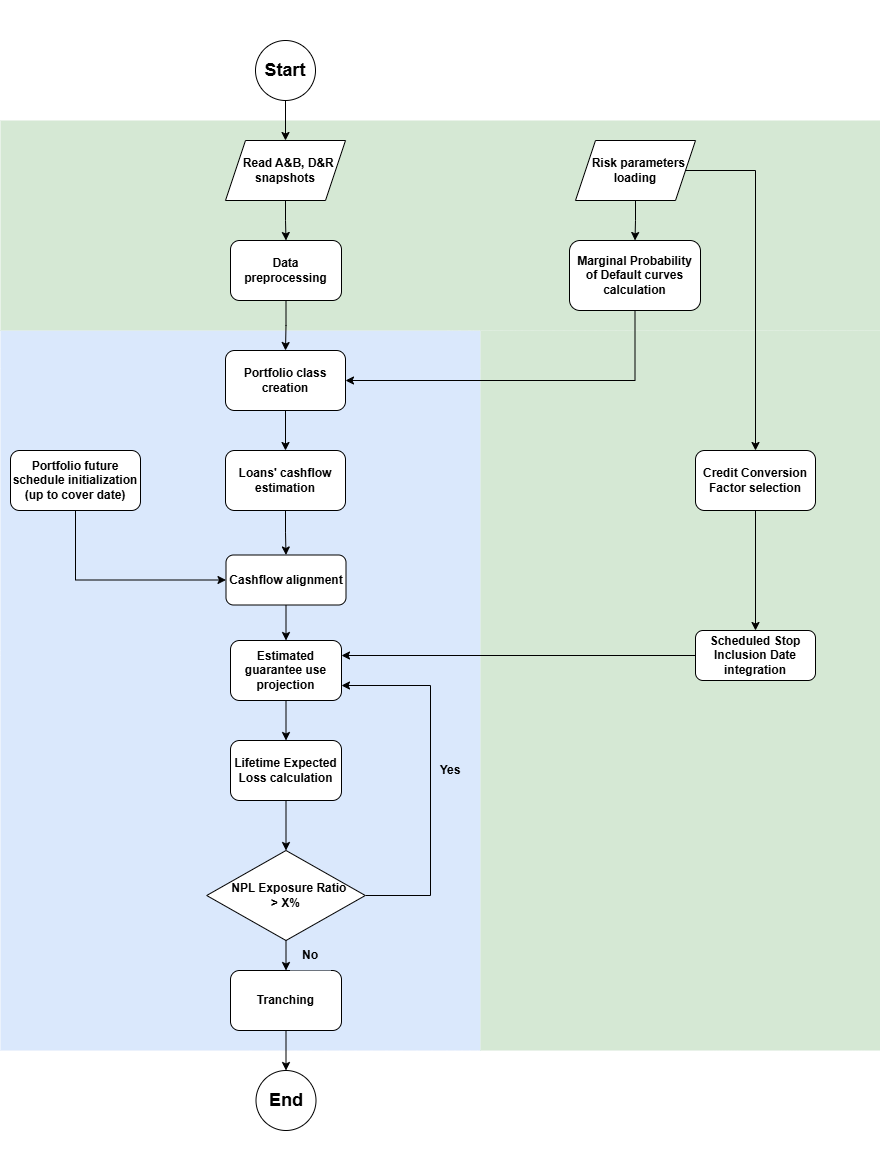 Start
Read A&B, D&R
snapshots
Risk parameters
loading
Data
preprocessing
Marginal Probability
of Default curves
calculation
Portfolio class
creation
Portfolio future
schedule initialization
(up to cover date)
Loans' cashflow
estimation
Credit Conversion
Factor selection
Cashflow alignment
Estimated
guarantee use
projection
Scheduled Stop
Inclusion Date
integration
Lifetime Expected
Loss calculation
Yes
NPL Exposure Ratio
> X%
No
Tranching
End